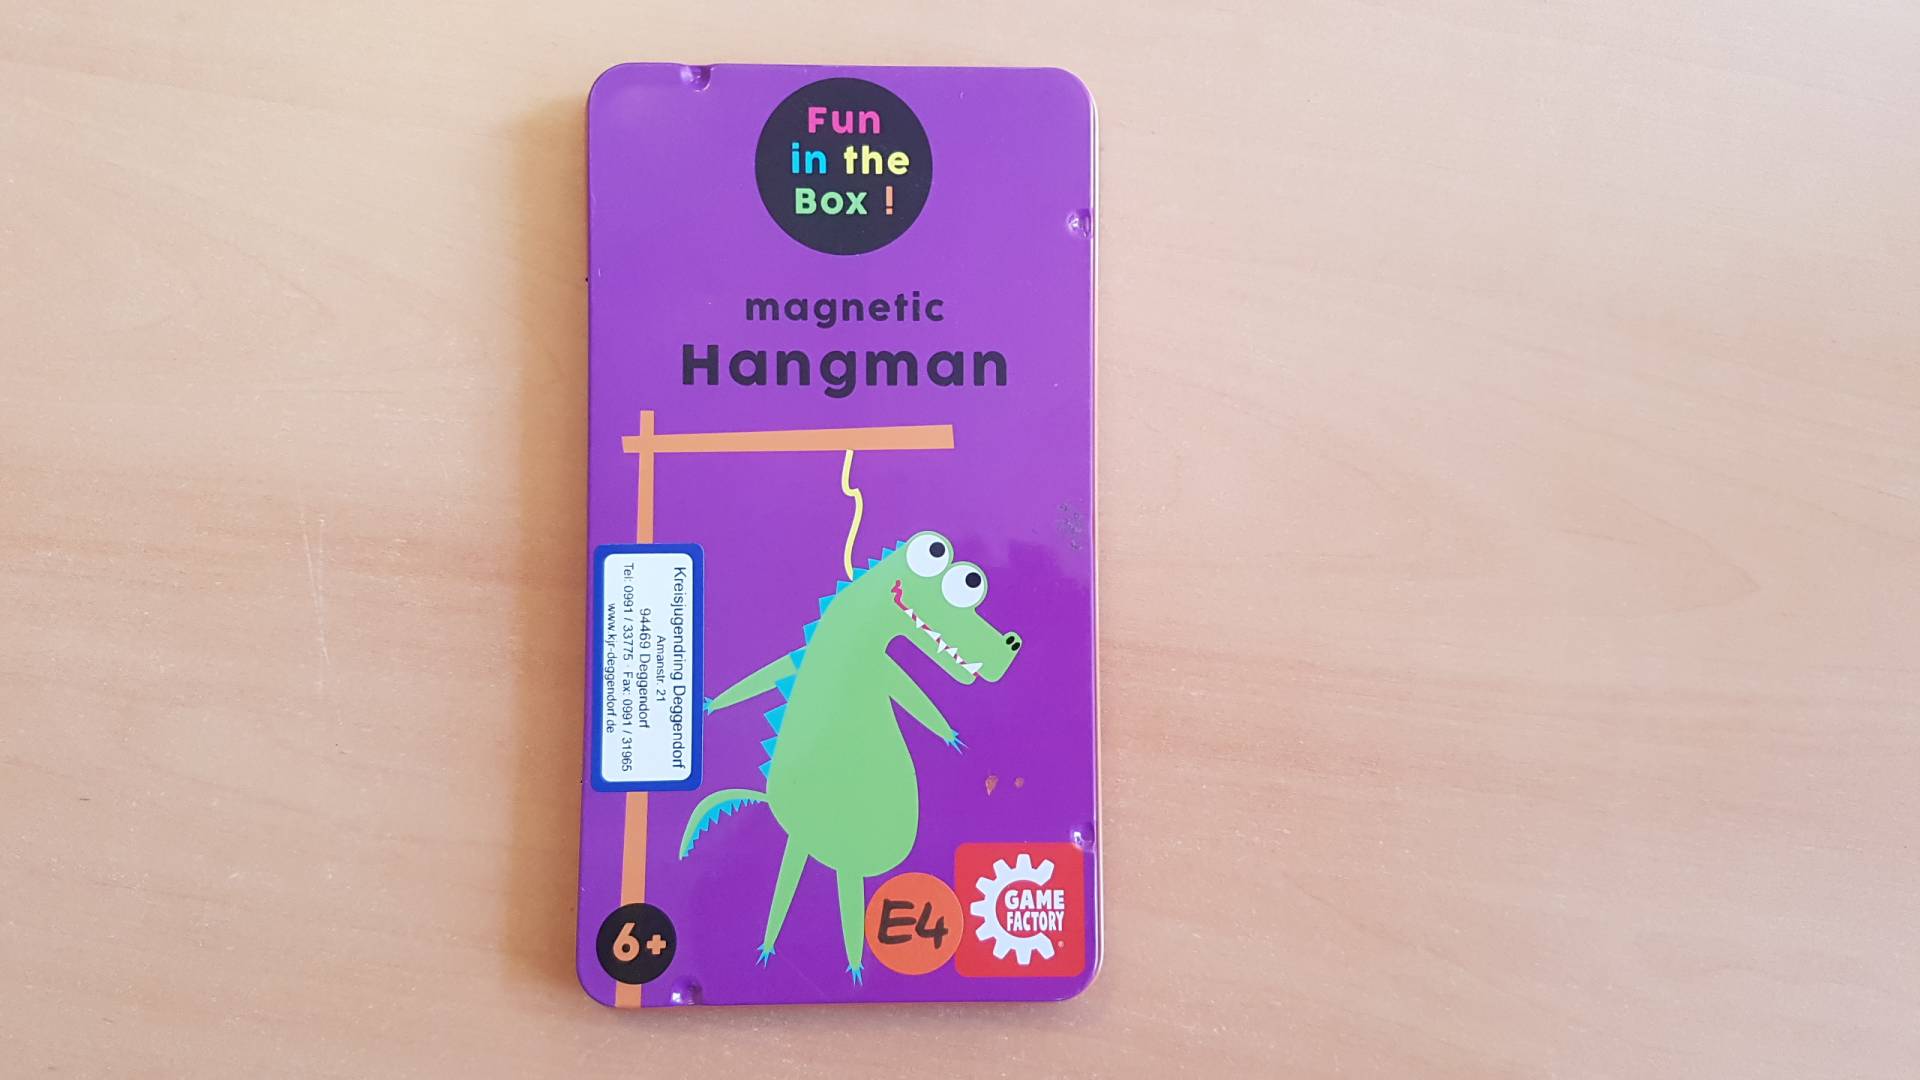 Fun
in the
Box !
magnetic
Hangman
Kreisjugendring Deggendorf
Amanstr. 21
94469 Deggendorf
Tel: 0991 / 33775 · Fax: 0991 / 31965
www.kjr-deggendorf.de
6+
E4
GAME
FACTORY